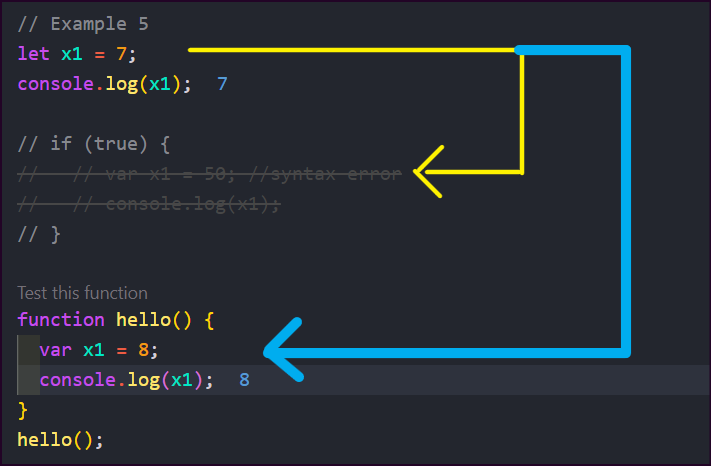 // Example 5
let x1 = 7;
console.log(x1); 7
// if (true) {
//   // var x1 = 50; //syntax error
//   // console.log(x1);
// }
Test this function
function hello() {
  var x1 = 8;
  console.log(x1); 8
}
hello();